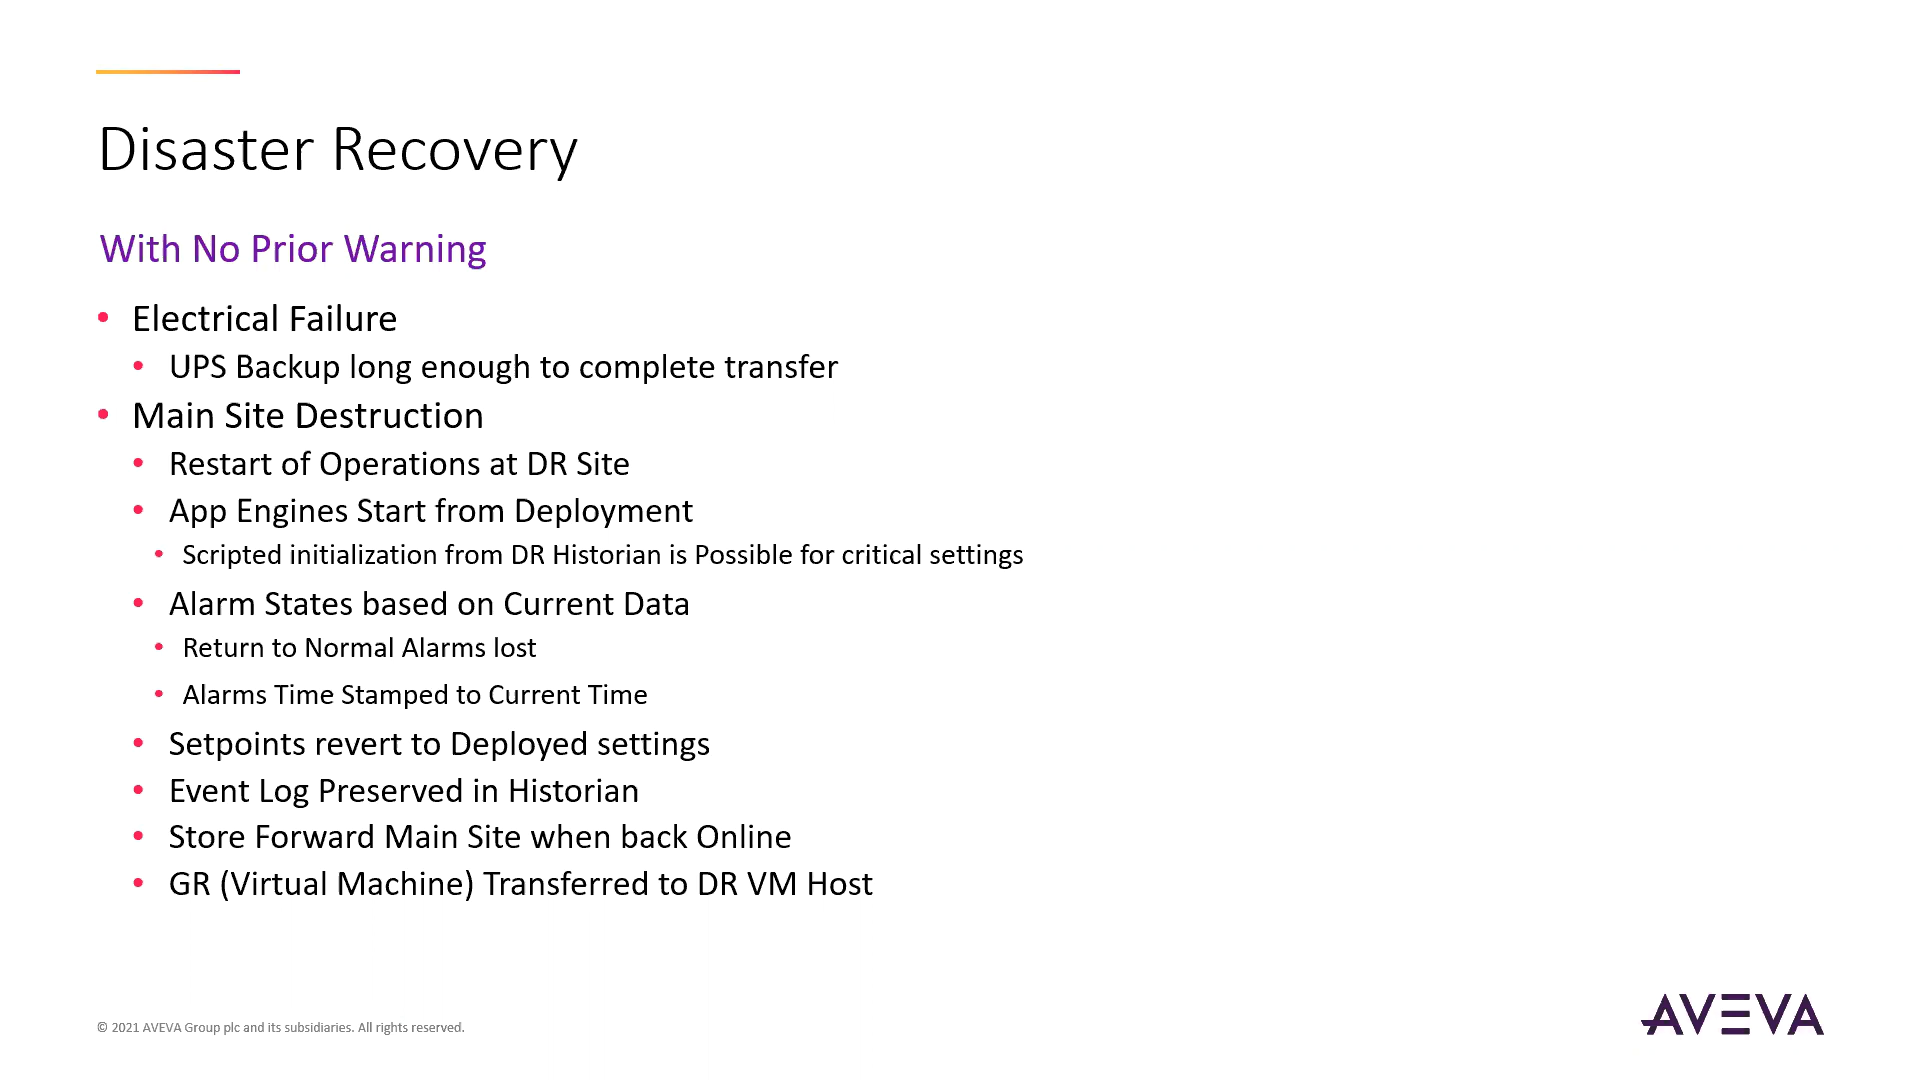 Disaster Recovery
With No Prior Warning
• Electrical Failure
• UPS Backup long enough to complete transfer
• Main Site Destruction
• Restart of Operations at DR Site
• App Engines Start from Deployment
• Scripted initialization from DR Historian is Possible for critical settings
• Alarm States based on Current Data
• Return to Normal Alarms lost
• Alarms Time Stamped to Current Time
• Setpoints revert to Deployed settings
• Event Log Preserved in Historian
• Store Forward Main Site when back Online
• GR (Virtual Machine) Transferred to DR VM Host
© 2021 AVEVA Group plc and its subsidiaries. All rights reserved.
AVEVA